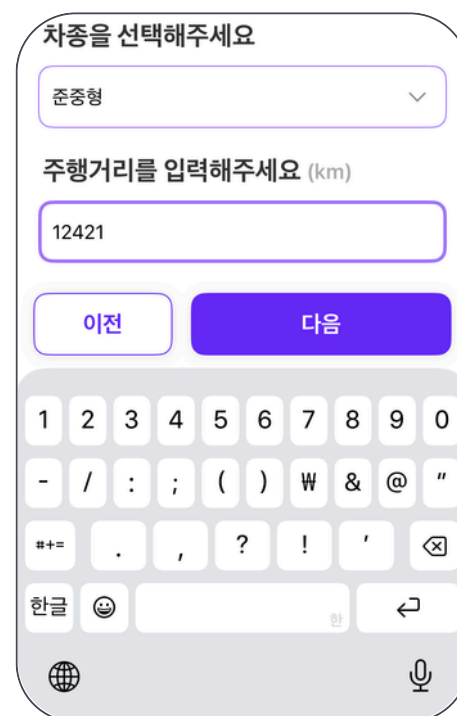 차종을 선택해주세요
준중형
주행거리를 입력해주세요 (km)
12421
이전 다음
1 2 3 4 5 6 7 8 9 0
- / : ; ( ) ₩ & @ "
#+= . , ? ! '
한글 한